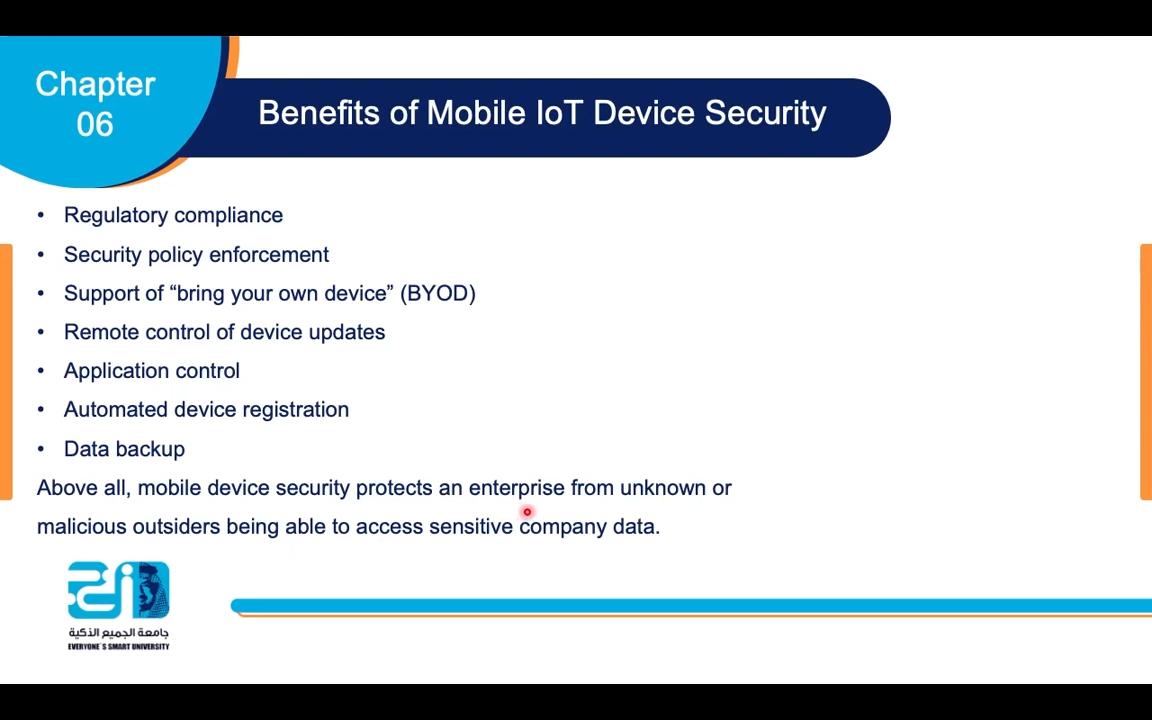 Chapter
06
Benefits of Mobile IoT Device Security
• Regulatory compliance
• Security policy enforcement
• Support of “bring your own device” (BYOD)
• Remote control of device updates
• Application control
• Automated device registration
• Data backup
Above all, mobile device security protects an enterprise from unknown or
malicious outsiders being able to access sensitive company data.
جامعة الجميع الذكية
EVERYONE`S SMART UNIVERSITY